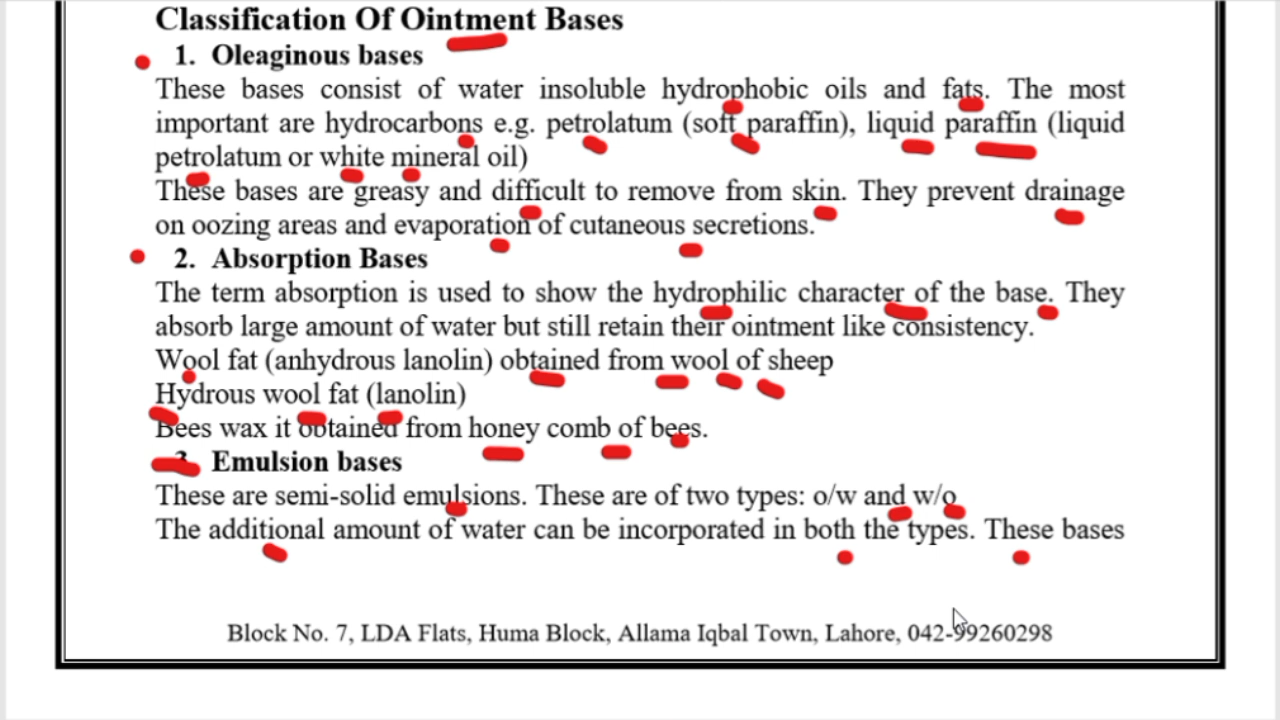 Classification Of Ointment Bases
1. Oleaginous bases
These bases consist of water insoluble hydrophobic oils and fats. The most
important are hydrocarbons e.g. petrolatum (soft paraffin), liquid paraffin (liquid
petrolatum or white mineral oil)
These bases are greasy and difficult to remove from skin. They prevent drainage
on oozing areas and evaporation of cutaneous secretions.
2. Absorption Bases
The term absorption is used to show the hydrophilic character of the base. They
absorb large amount of water but still retain their ointment like consistency.
Wool fat (anhydrous lanolin) obtained from wool of sheep
Hydrous wool fat (lanolin)
Bees wax it obtained from honey comb of bees.
3. Emulsion bases
These are semi-solid emulsions. These are of two types: o/w and w/o
The additional amount of water can be incorporated in both the types. These bases
Block No. 7, LDA Flats, Huma Block, Allama Iqbal Town, Lahore, 042-99260298